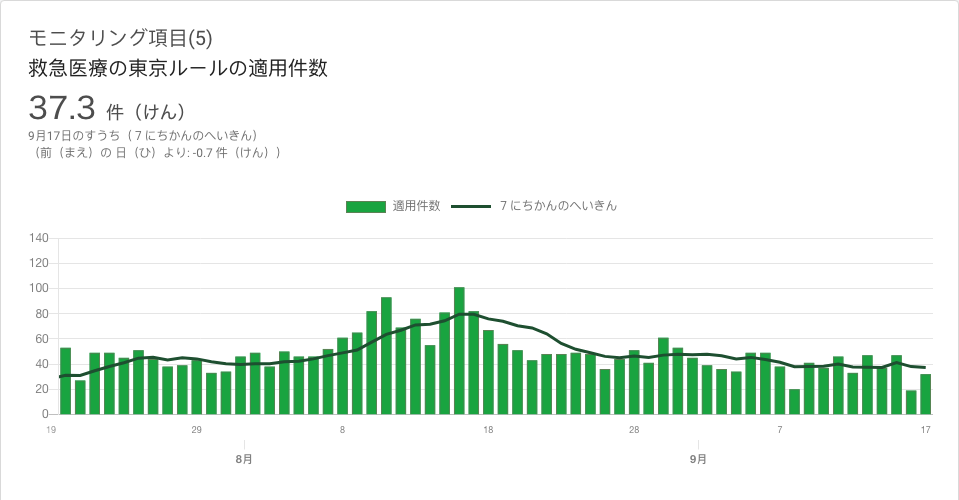 モニタリング項目(5)
救急医療の東京ルールの適用件数
37.3 件（けん）
9月17日のすうち（７にちかんのへいきん）
（前（まえ）の 日（ひ）より: -0.7 件（けん））
適用件数 ７にちかんのへいきん
140
120
100
80
60
40
20
0
19 29 8 18 28 7 17
8月 9月